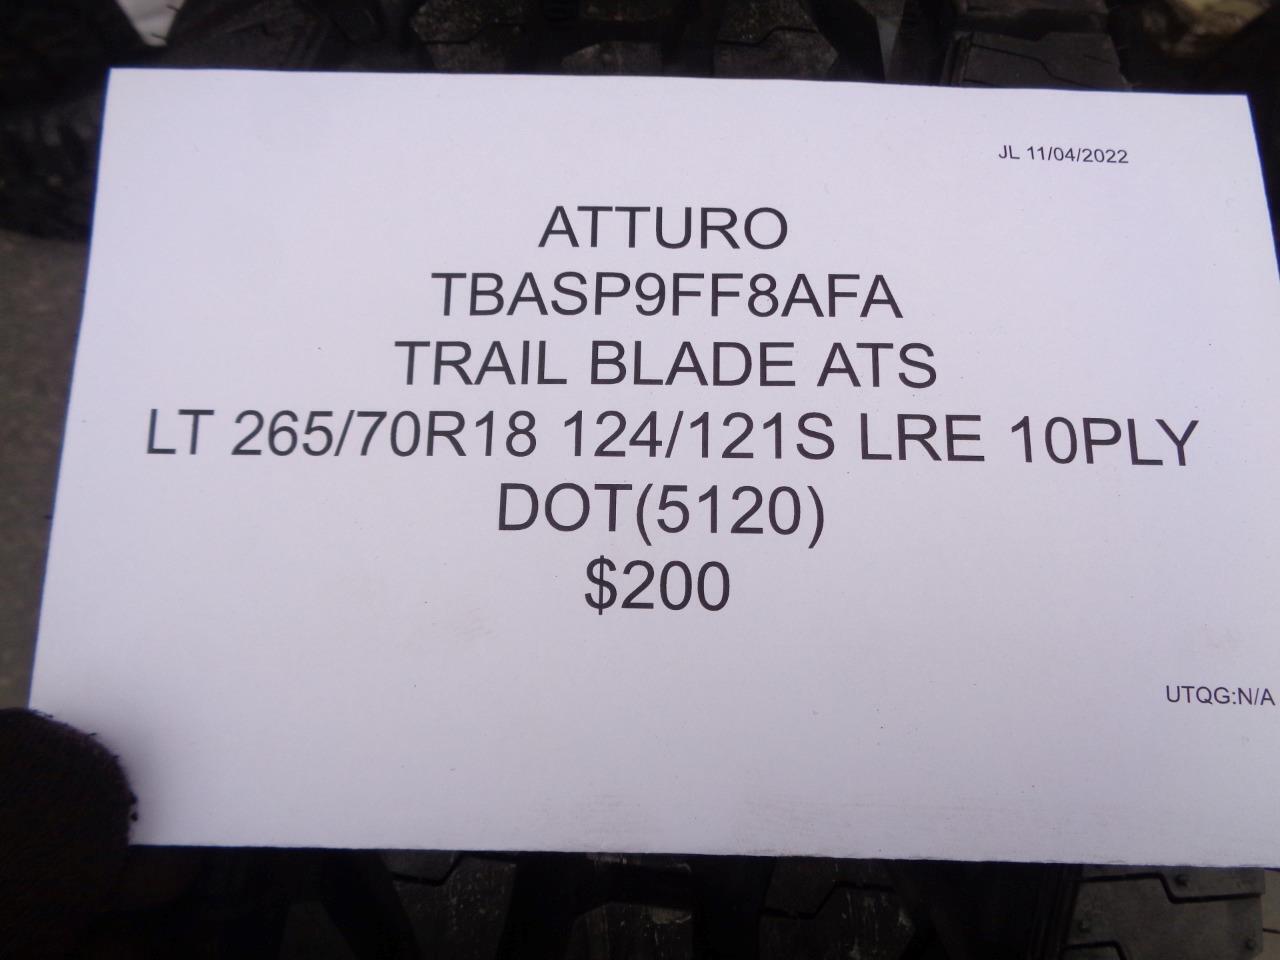 JL 11/04/2022
ATTURO
TBASP9FF8AFA
TRAIL BLADE ATS
LT 265/70R18 124/121S LRE 10PLY
DOT(5120)
$200
UTQG:N/A